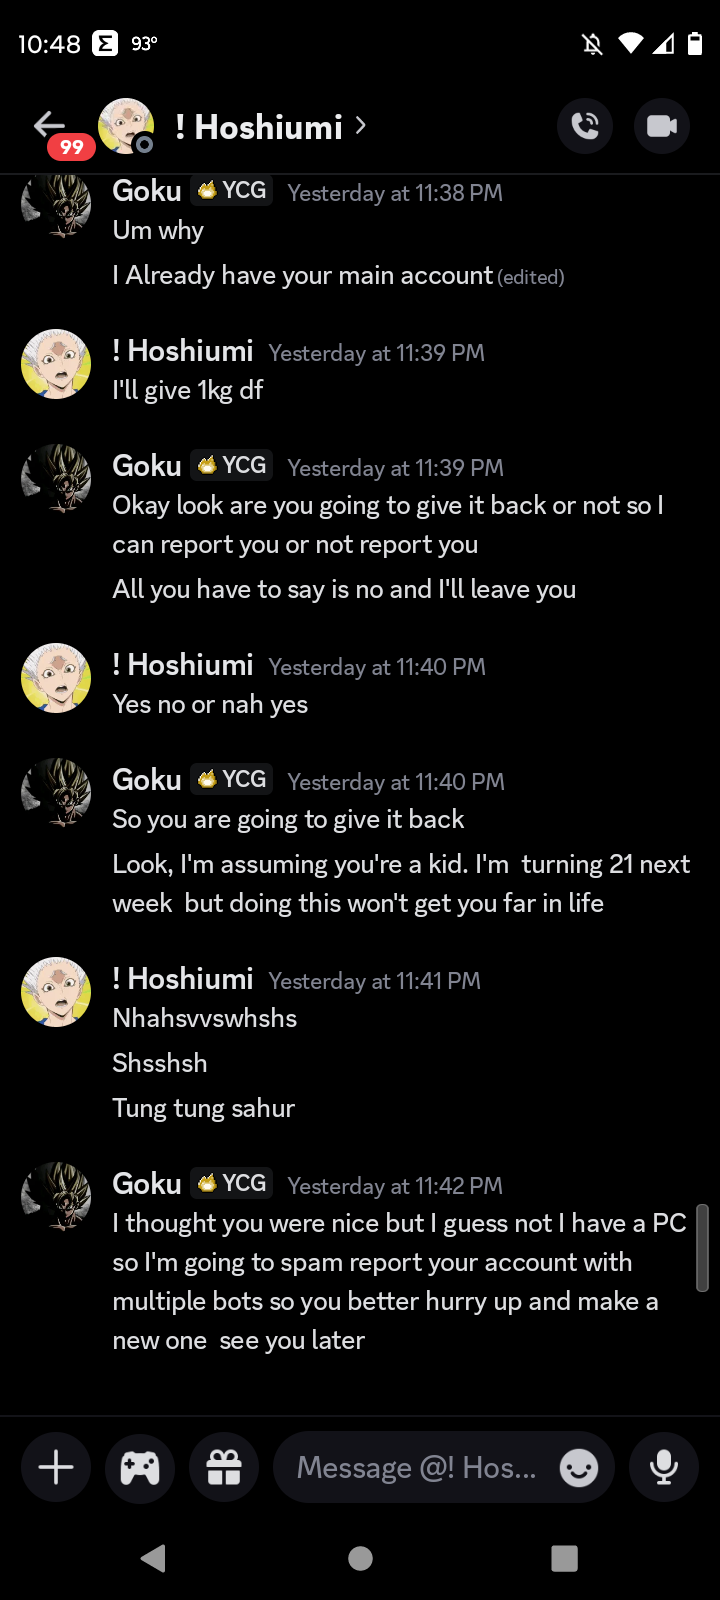 10:48 Σ 93°
99
! Hoshiumi
Goku YCG Yesterday at 11:38 PM
Um why
I Already have your main account (edited)
! Hoshiumi Yesterday at 11:39 PM
I'll give 1kg df
Goku YCG Yesterday at 11:39 PM
Okay look are you going to give it back or not so I
can report you or not report you
All you have to say is no and I'll leave you
! Hoshiumi Yesterday at 11:40 PM
Yes no or nah yes
Goku YCG Yesterday at 11:40 PM
So you are going to give it back
Look, I'm assuming you're a kid. I'm  turning 21 next
week  but doing this won't get you far in life
! Hoshiumi Yesterday at 11:41 PM
Nhahsvvswhshs
Shsshsh
Tung tung sahur
Goku YCG Yesterday at 11:42 PM
I thought you were nice but I guess not I have a PC
so I'm going to spam report your account with
multiple bots so you better hurry up and make a
new one  see you later
Message @! Hos...